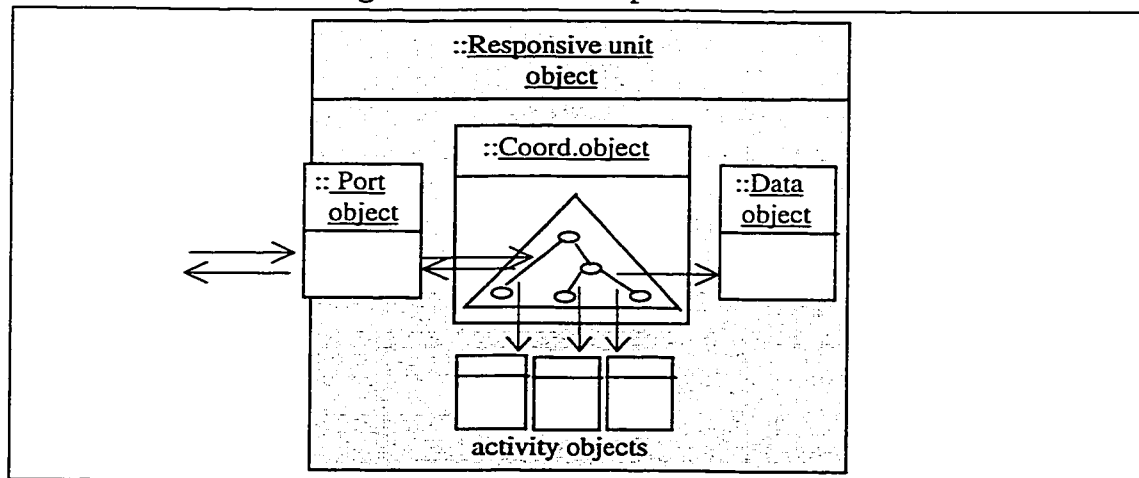 ::Responsive unit
object
::Coord.object
:: Port
object
::Data
object
activity objects